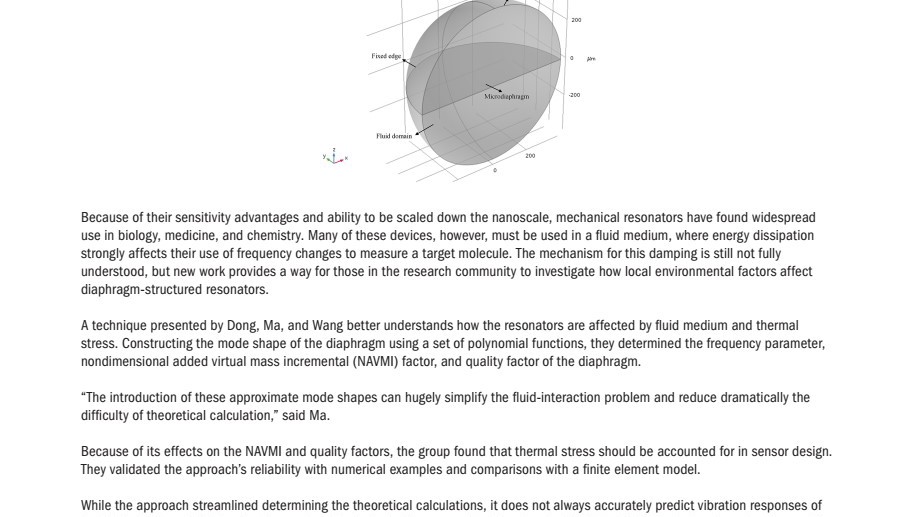 200
Fixed edge
0 μm
Microdiaphragm
-200
Fluid domain
z
y x
200
0
Because of their sensitivity advantages and ability to be scaled down the nanoscale, mechanical resonators have found widespread
use in biology, medicine, and chemistry. Many of these devices, however, must be used in a fluid medium, where energy dissipation
strongly affects their use of frequency changes to measure a target molecule. The mechanism for this damping is still not fully
understood, but new work provides a way for those in the research community to investigate how local environmental factors affect
diaphragm-structured resonators.
A technique presented by Dong, Ma, and Wang better understands how the resonators are affected by fluid medium and thermal
stress. Constructing the mode shape of the diaphragm using a set of polynomial functions, they determined the frequency parameter,
nondimensional added virtual mass incremental (NAVMI) factor, and quality factor of the diaphragm.
“The introduction of these approximate mode shapes can hugely simplify the fluid-interaction problem and reduce dramatically the
difficulty of theoretical calculation,” said Ma.
Because of its effects on the NAVMI and quality factors, the group found that thermal stress should be accounted for in sensor design.
They validated the approach’s reliability with numerical examples and comparisons with a finite element model.
While the approach streamlined determining the theoretical calculations, it does not always accurately predict vibration responses of